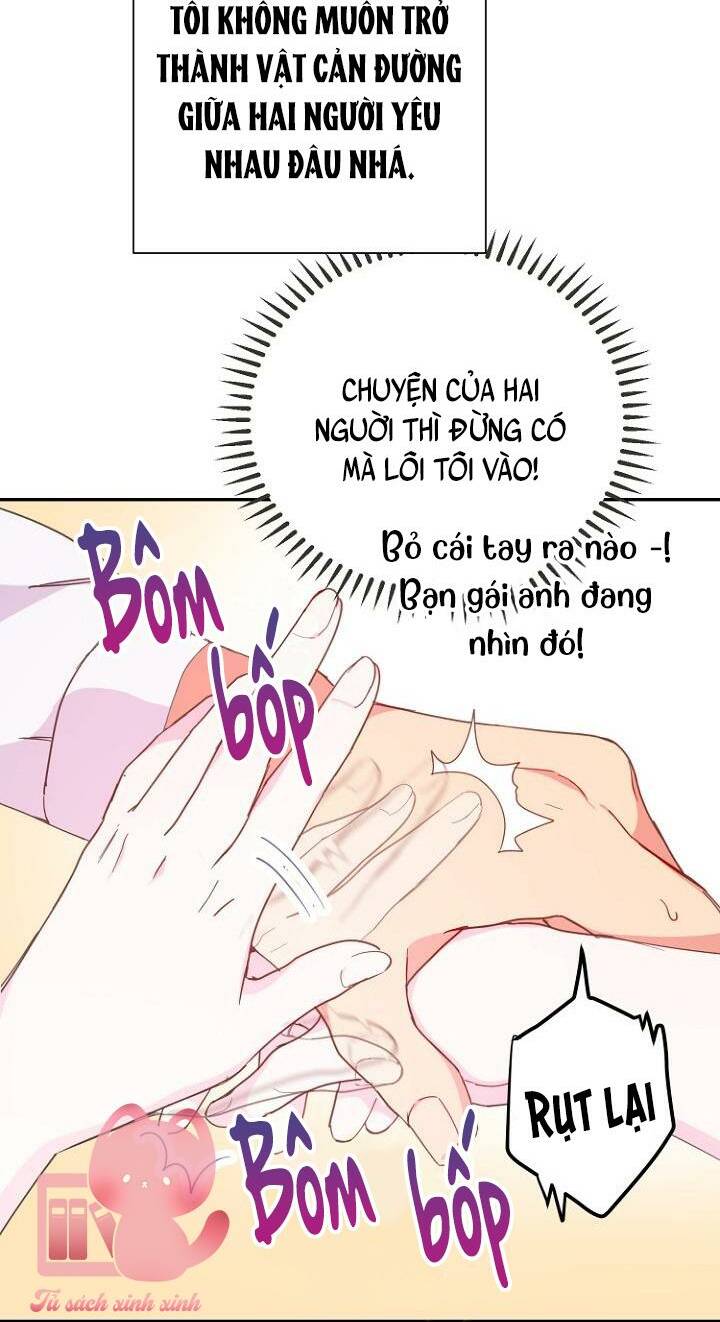 TÔI KHÔNG MUỐN TRỞ
THÀNH VẬT CẢN ĐƯỜNG
GIỮA HAI NGƯỜI YÊU
NHAU ĐÂU NHÁ.
CHUYỆN CỦA HAI
NGƯỜI THÌ ĐỪNG CÓ
MÀ LÔI TÔI VÀO!
Bỏ cái tay ra nào -!
Bạn gái anh đang
nhìn đó!
BÔM
BỐP
RỤT LẠI
BÔM
BỐP
Tủ sách xinh xinh